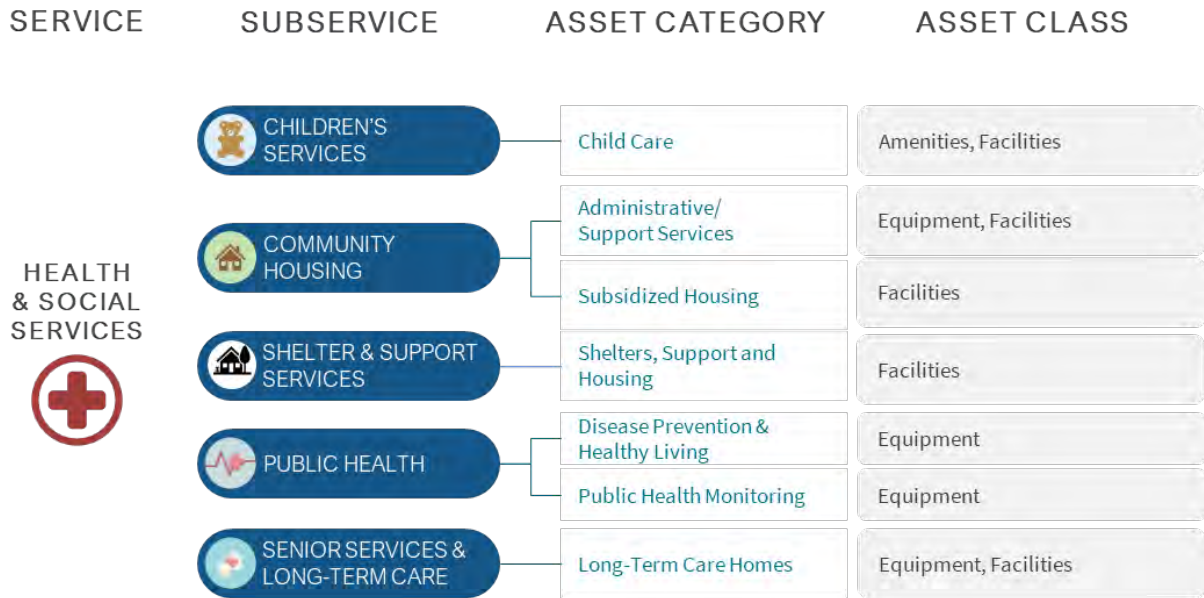 SERVICE
SUBSERVICE
ASSET CATEGORY
ASSET CLASS
HEALTH
& SOCIAL
SERVICES
CHILDREN'S
SERVICES
Child Care
Amenities, Facilities
COMMUNITY
HOUSING
Administrative/
Support Services
Equipment, Facilities
Subsidized Housing
Facilities
SHELTER & SUPPORT
SERVICES
Shelters, Support and
Housing
Facilities
PUBLIC HEALTH
Disease Prevention &
Healthy Living
Equipment
Public Health Monitoring
Equipment
SENIOR SERVICES &
LONG-TERM CARE
Long-Term Care Homes
Equipment, Facilities